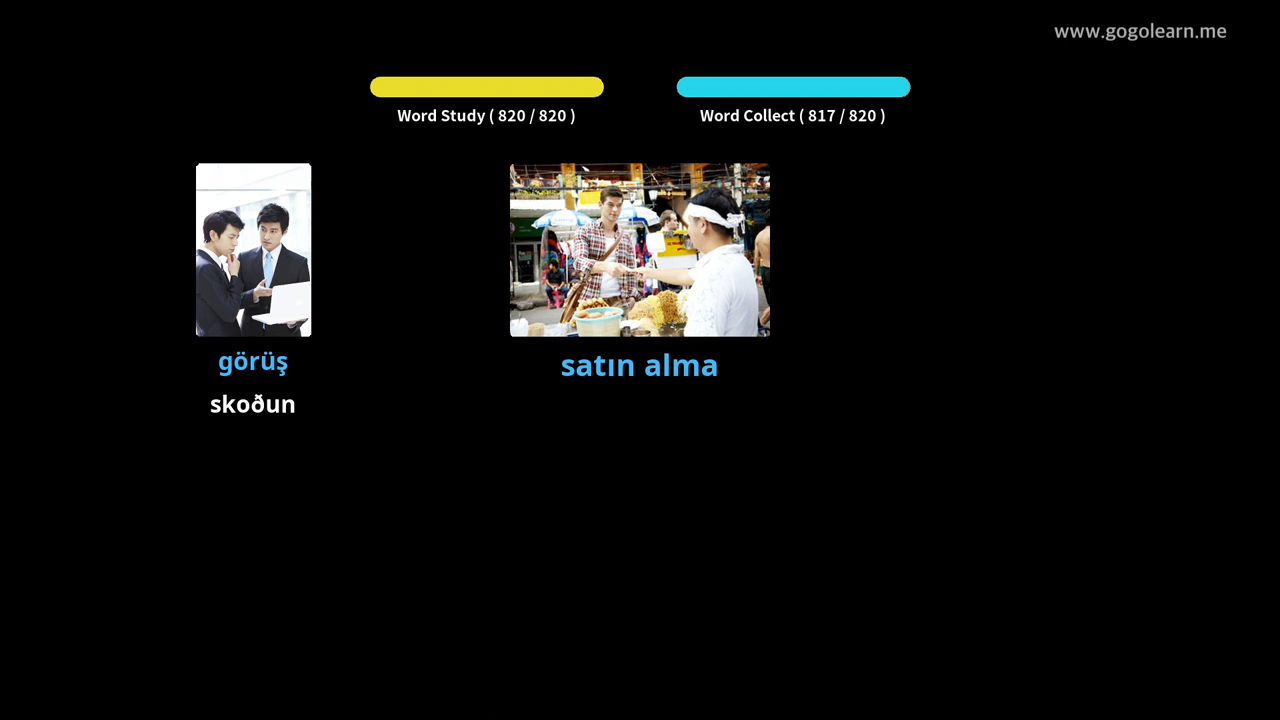 www.gogolearn.me
Word Study ( 820 / 820 )
Word Collect ( 817 / 820 )
görüş
skoðun
satın alma